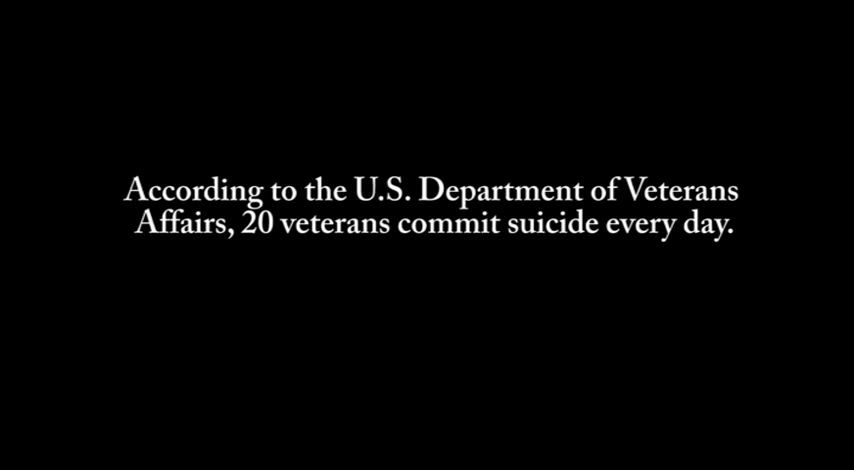 According to the U.S. Department of Veterans
Affairs, 20 veterans commit suicide every day.